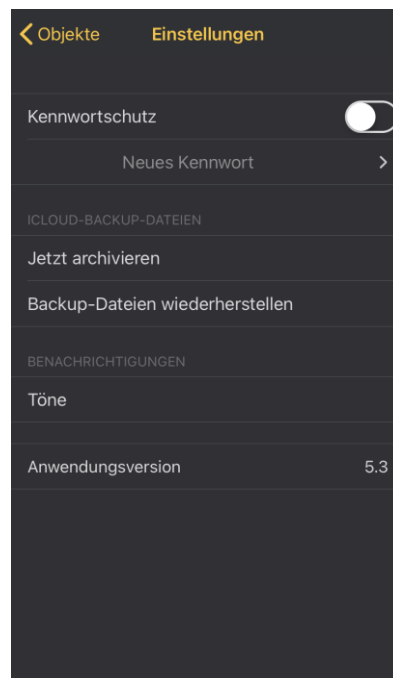 Objekte Einstellungen
Kennwortschutz
Neues Kennwort
ICLOUD-BACKUP-DATEIEN
Jetzt archivieren
Backup-Dateien wiederherstellen
BENACHRICHTIGUNGEN
Töne
Anwendungsversion 5.3